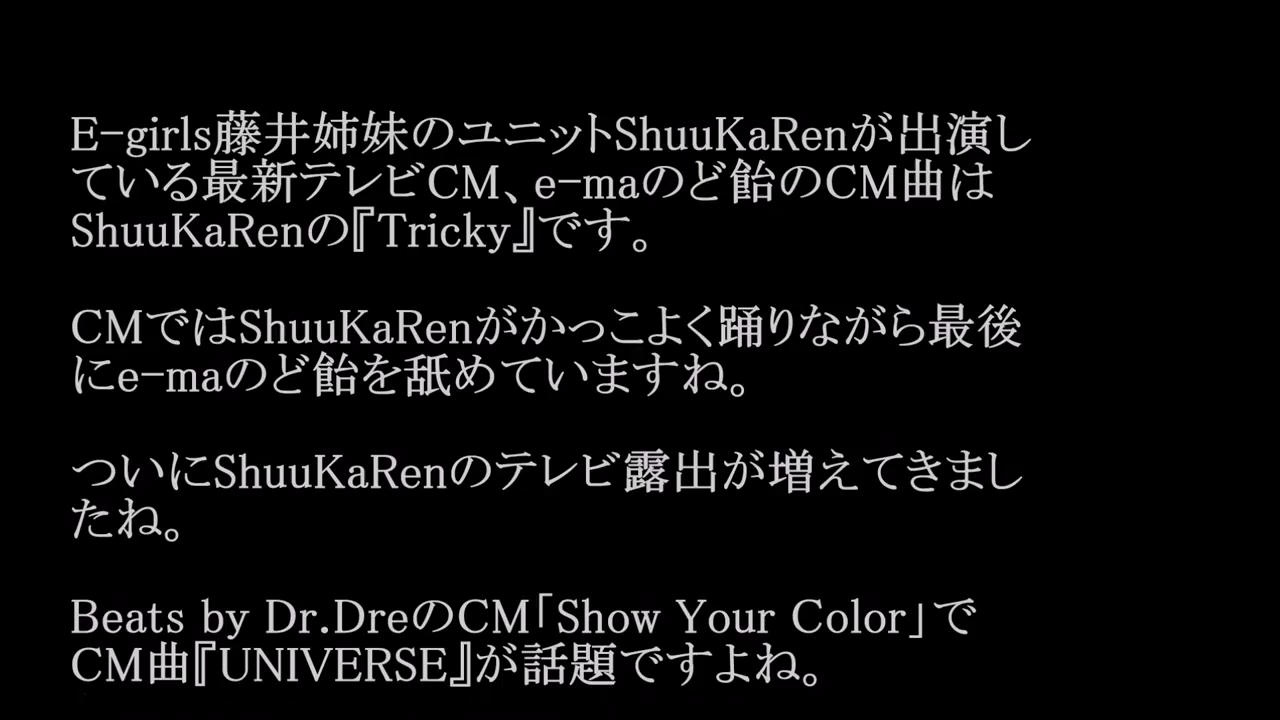 E-girls藤井姉妹のユニットShuuKaRenが出演し
ている最新テレビCM、e-maのど飴のCM曲は
ShuuKaRenの『Tricky』です。
CMではShuuKaRenがかっこよく踊りながら最後
にe-maのど飴を舐めていますね。
ついにShuuKaRenのテレビ露出が増えてきまし
たね。
Beats by Dr.DreのCM「Show Your Color」で
CM曲『UNIVERSE』が話題ですよね。